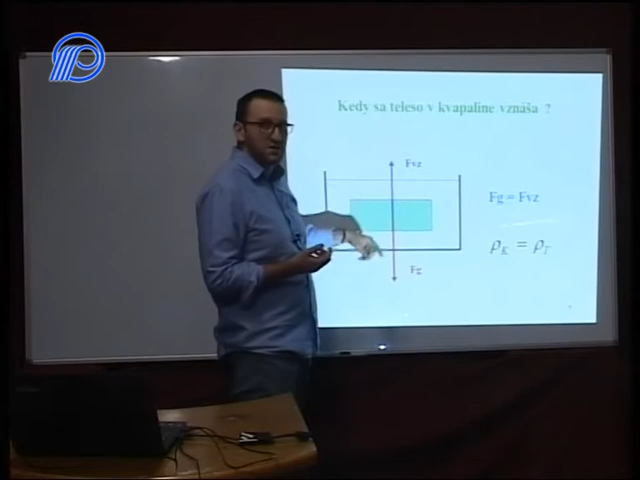 Kedy sa teleso v kvapaline vznáša ?
Fvz
Fg = Fvz
ρK = ρT
Fg